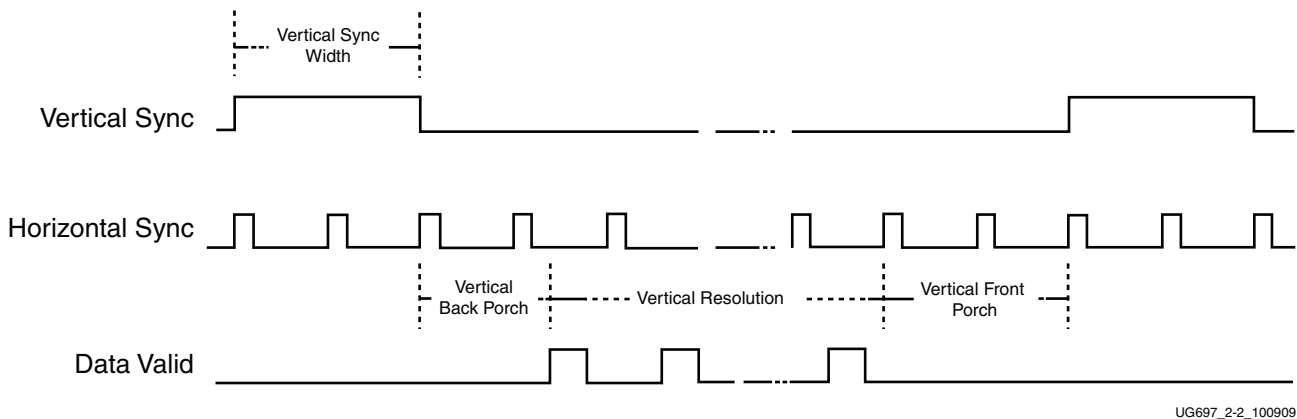 Vertical Sync
Width
Vertical Sync
Horizontal Sync
Vertical
Back Porch
Vertical Resolution
Vertical Front
Porch
Data Valid
UG697_2-2_100909